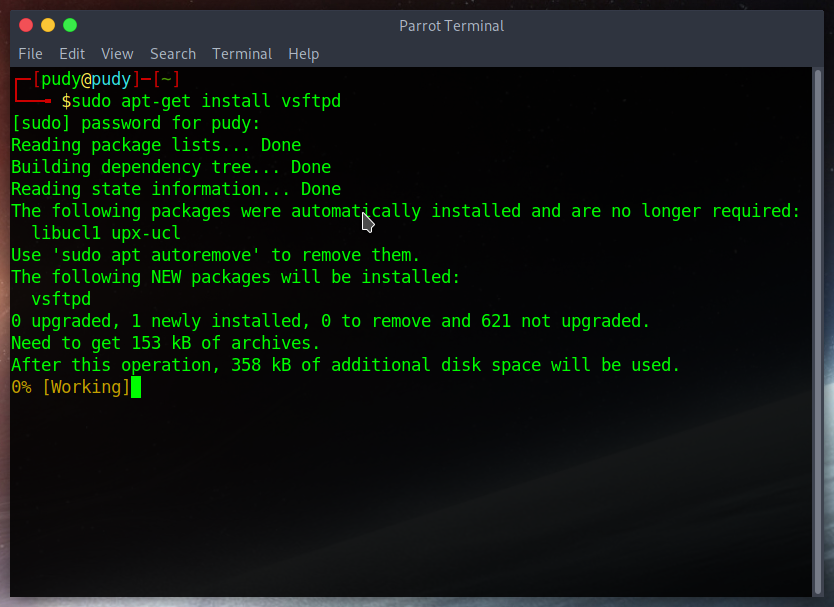 Parrot Terminal
File Edit View Search Terminal Help
┌─[pudy@pudy]─[~]
└──╼ $sudo apt-get install vsftpd
[sudo] password for pudy:
Reading package lists... Done
Building dependency tree... Done
Reading state information... Done
The following packages were automatically installed and are no longer required:
  libucl1 upx-ucl
Use 'sudo apt autoremove' to remove them.
The following NEW packages will be installed:
  vsftpd
0 upgraded, 1 newly installed, 0 to remove and 621 not upgraded.
Need to get 153 kB of archives.
After this operation, 358 kB of additional disk space will be used.
0% [Working]